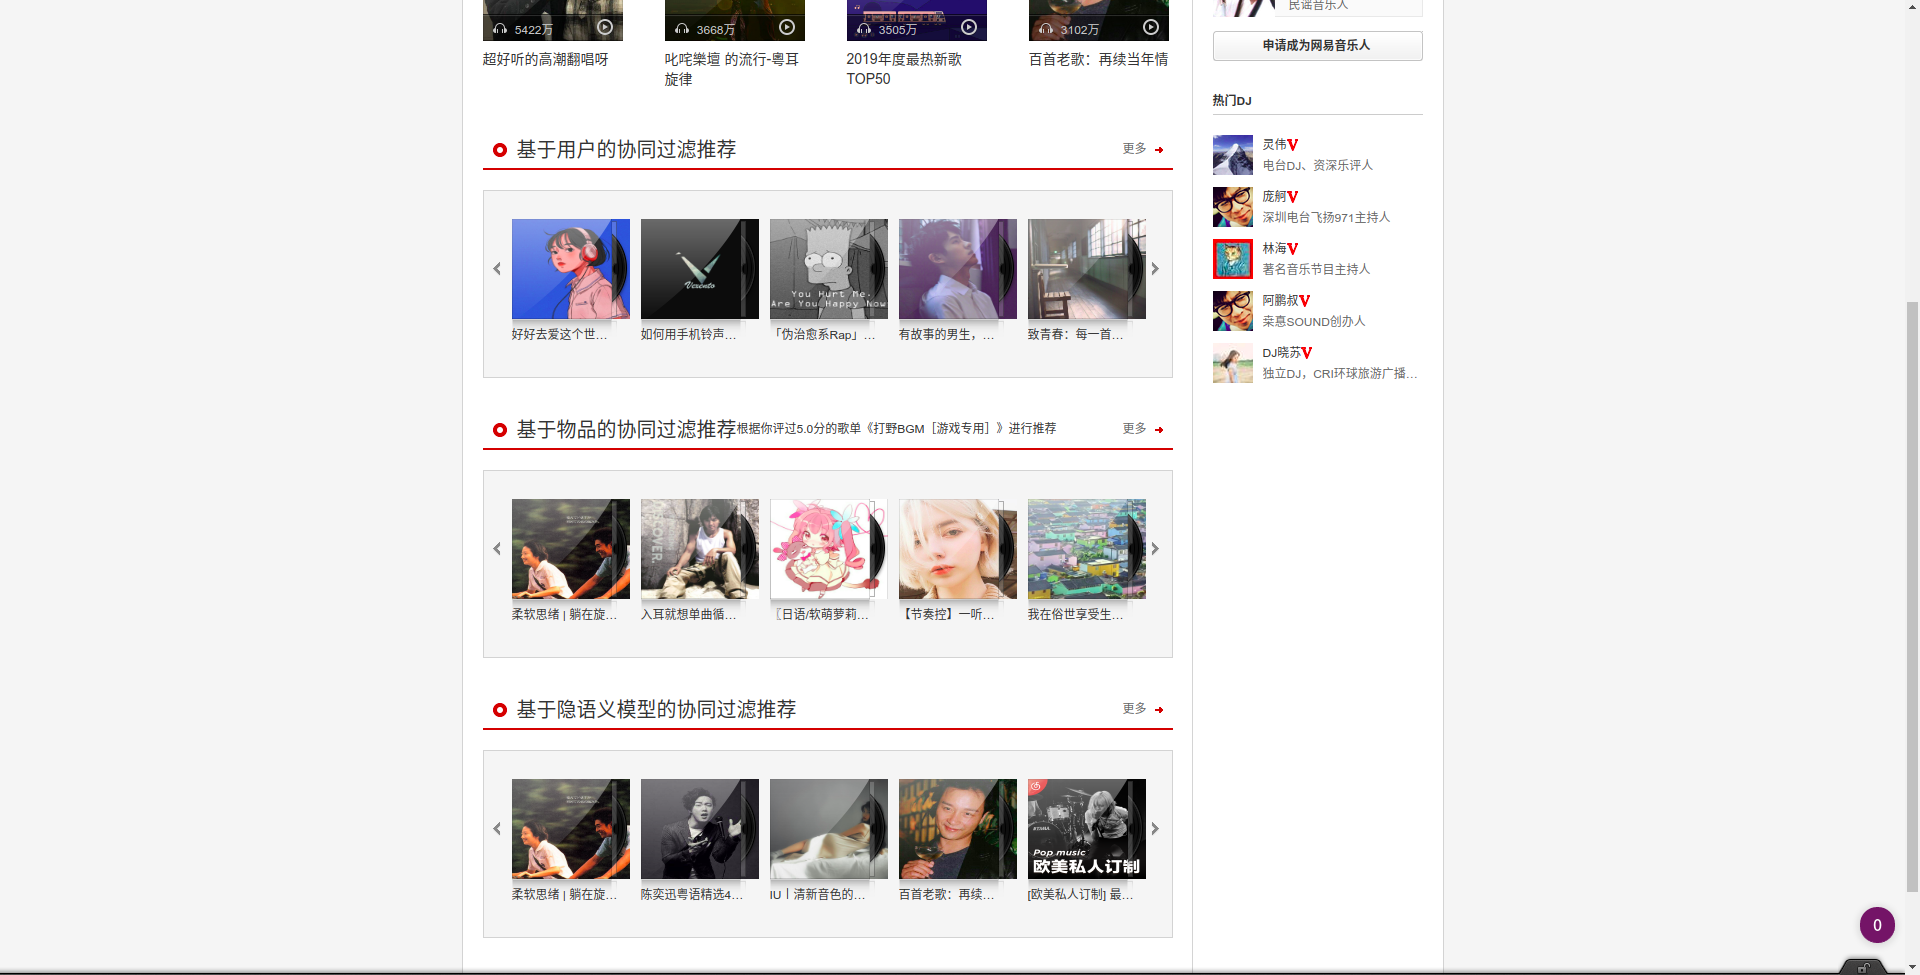 5422万
3668万
3505万
3102万
超好听的高潮翻唱呀
叱咤樂壇 的流行-粤耳
旋律
2019年度最热新歌
TOP50
百首老歌：再续当年情
基于用户的协同过滤推荐
更多
Vexento
You Hurt Me.
Are You Happy Now
好好去爱这个世...
如何用手机铃声...
「伪治愈系Rap」...
有故事的男生，...
致青春：每一首...
基于物品的协同过滤推荐根据你评过5.0分的歌单《打野BGM［游戏专用］》进行推荐
更多
柔软思绪 | 躺在旋...
入耳就想单曲循...
〖日语/软萌萝莉...
【节奏控】一听...
我在俗世享受生...
基于隐语义模型的协同过滤推荐
更多
Pop music
欧美私人订制
柔软思绪 | 躺在旋...
陈奕迅粤语精选4...
IU丨清新音色的...
百首老歌：再续...
[欧美私人订制] 最...
民谣音乐人
申请成为网易音乐人
热门DJ
灵伟
电台DJ、资深乐评人
庞舸
深圳电台飞扬971主持人
林海
著名音乐节目主持人
阿鹏叔
枽惪SOUND创办人
DJ晓苏
独立DJ，CRI环球旅游广播...
0